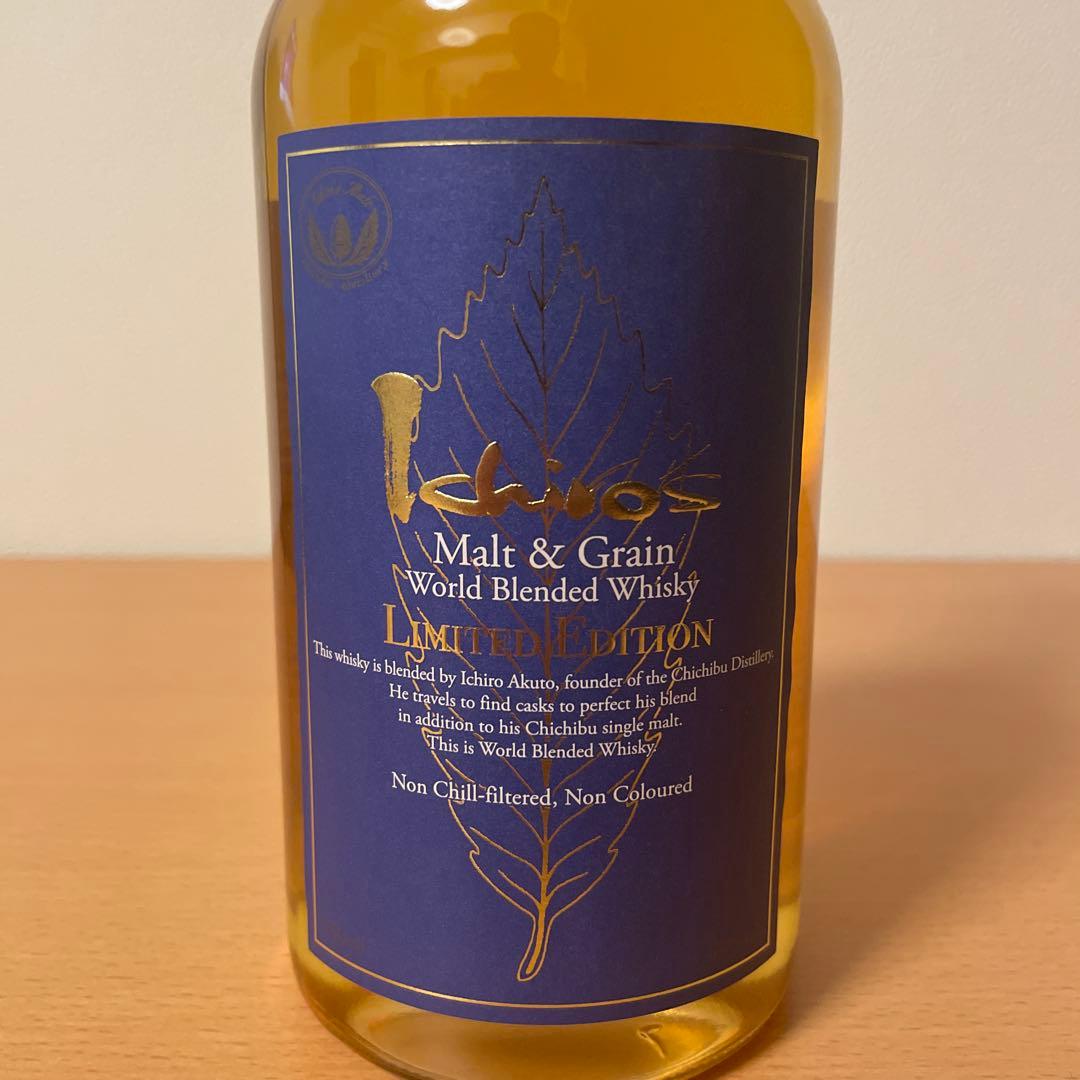 Ichiro's
Malt & Grain
World Blended Whisky
LIMITED EDITION
This whisky is blended by Ichiro Akuto, founder of the Chichibu Distillery.
He travels to find casks to perfect his blend
in addition to his Chichibu single malt.
This is World Blended Whisky.
Non Chill-filtered, Non Coloured